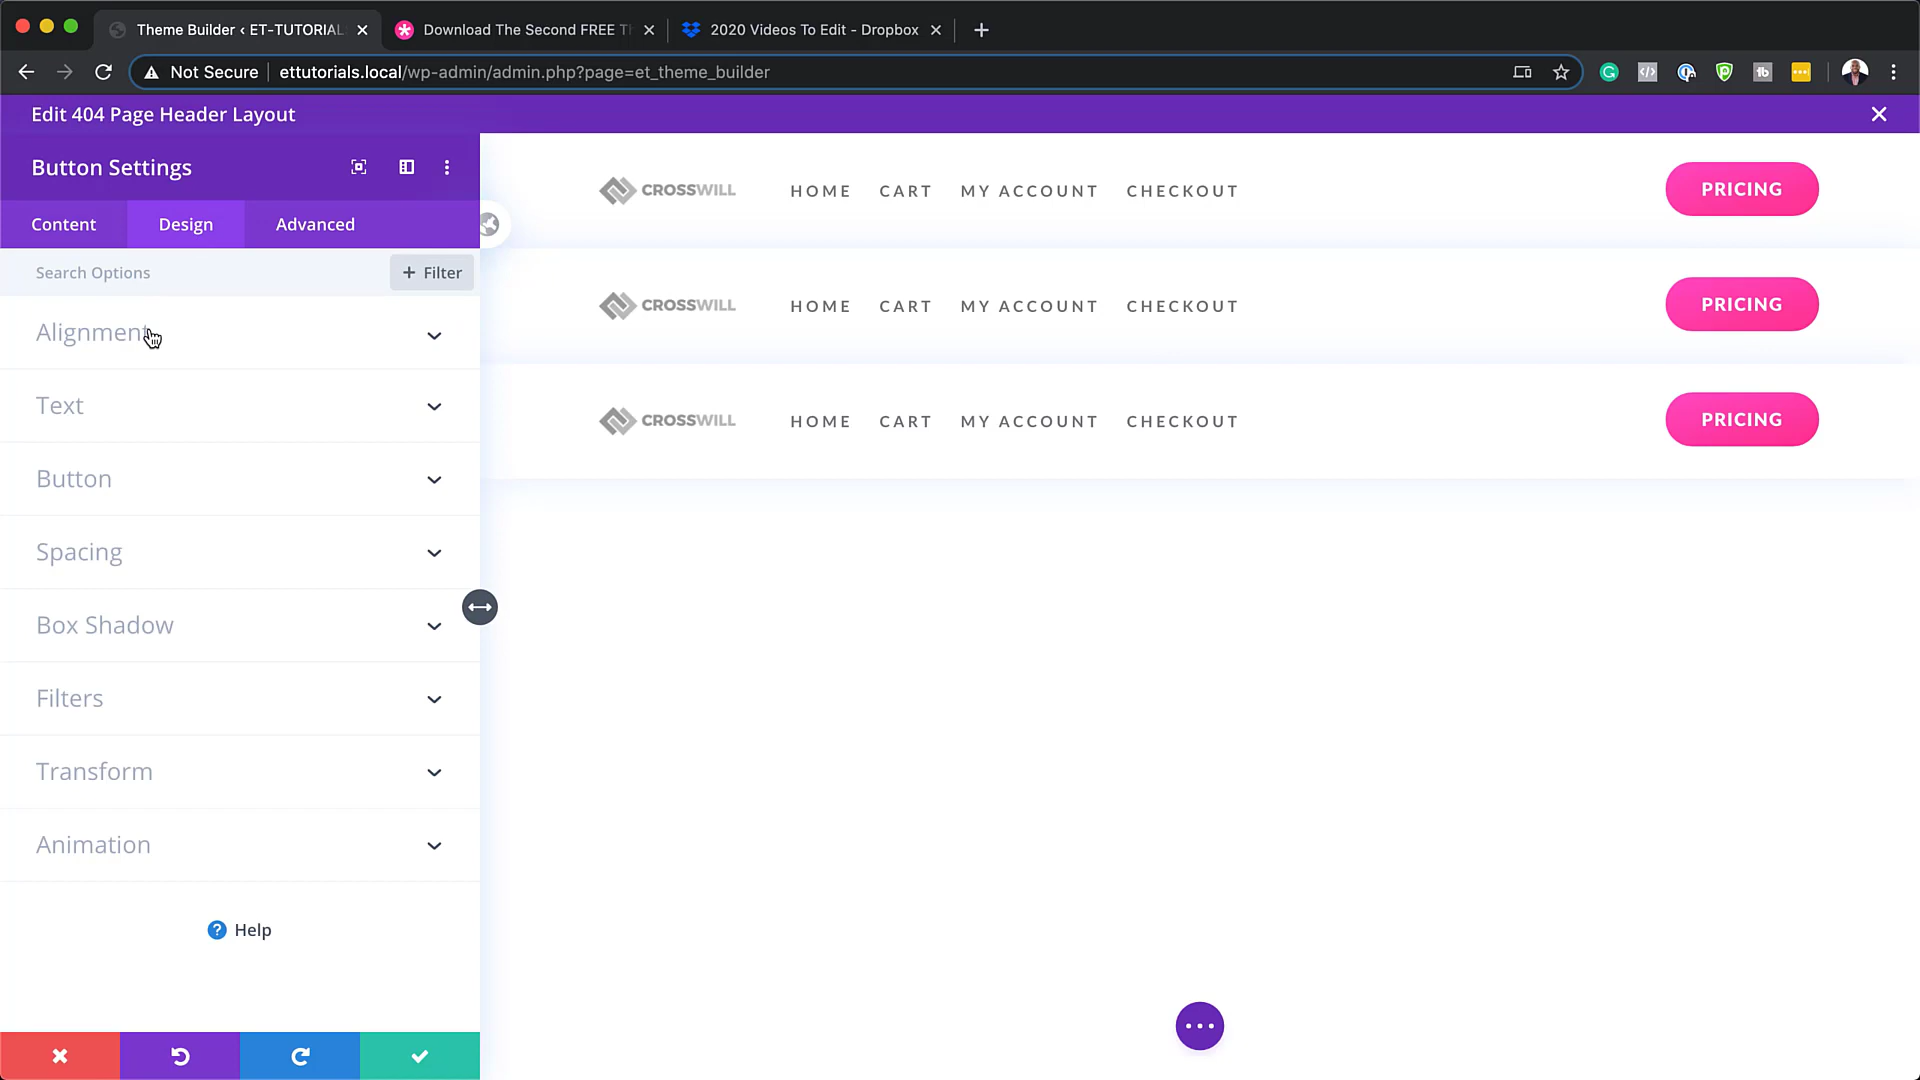 Theme Builder ‹ ET-TUTORIAL
Download The Second FREE T
2020 Videos To Edit - Dropbox
Not Secure
ettutorials.local/wp-admin/admin.php?page=et_theme_builder
Edit 404 Page Header Layout
Button Settings
Content
Design
Advanced
Search Options
+ Filter
Alignment
Text
Button
Spacing
Box Shadow
Filters
Transform
Animation
? Help
CROSSWILL HOME CART MY ACCOUNT CHECKOUT PRICING
CROSSWILL HOME CART MY ACCOUNT CHECKOUT PRICING
CROSSWILL HOME CART MY ACCOUNT CHECKOUT PRICING